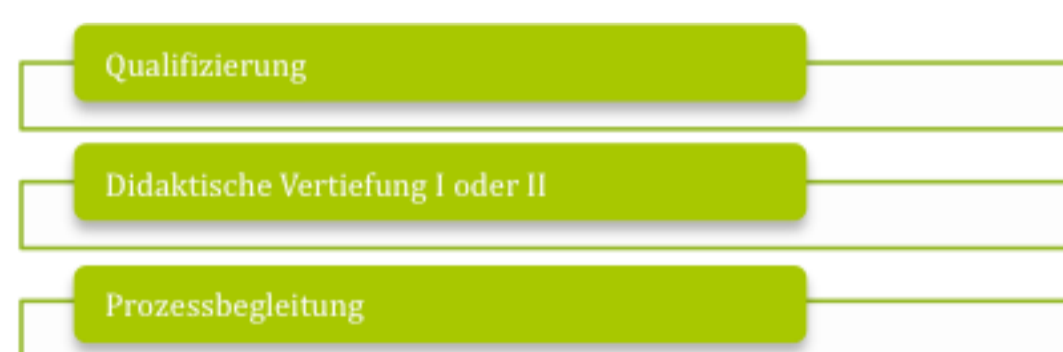 Qualifizierung
Didaktische Vertiefung I oder II
Prozessbegleitung